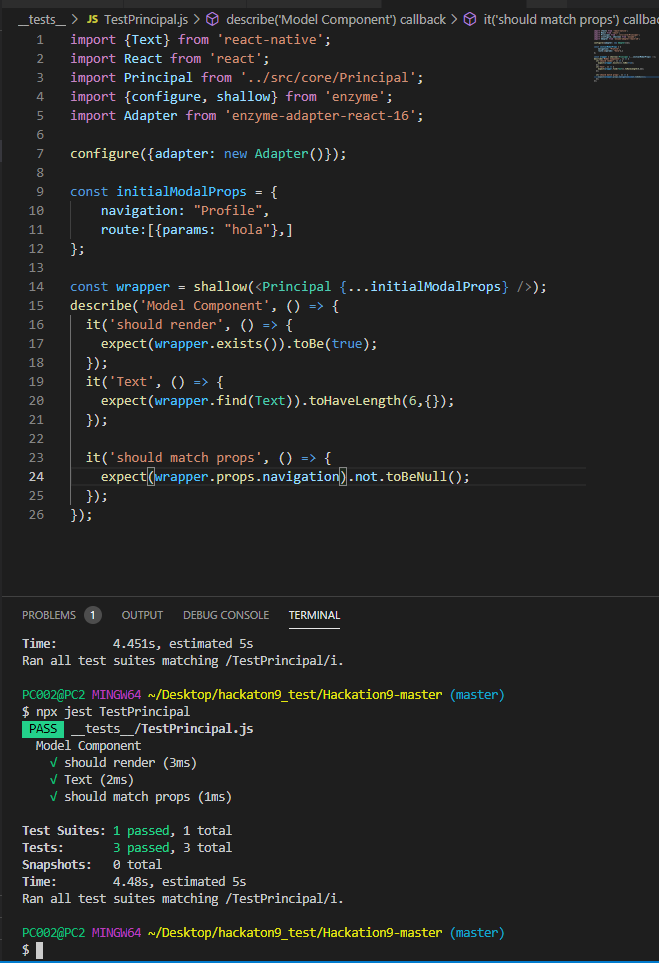 __tests__ > JS TestPrincipal.js > describe('Model Component') callback > it('should match props') callbac
1 import {Text} from 'react-native';
2 import React from 'react';
3 import Principal from '../src/core/Principal';
4 import {configure, shallow} from 'enzyme';
5 import Adapter from 'enzyme-adapter-react-16';
6
7 configure({adapter: new Adapter()});
8
9 const initialModalProps = {
10     navigation: "Profile",
11     route:[{params: "hola"},]
12 };
13
14 const wrapper = shallow(<Principal {...initialModalProps} />);
15 describe('Model Component', () => {
16   it('should render', () => {
17     expect(wrapper.exists()).toBe(true);
18   });
19   it('Text', () => {
20     expect(wrapper.find(Text)).toHaveLength(6,{});
21   });
22
23   it('should match props', () => {
24     expect(wrapper.props.navigation).not.toBeNull();
25   });
26 });
PROBLEMS 1 OUTPUT DEBUG CONSOLE TERMINAL
Time:        4.451s, estimated 5s
Ran all test suites matching /TestPrincipal/i.
PC002@PC2 MINGW64 ~/Desktop/hackaton9_test/Hackation9-master (master)
$ npx jest TestPrincipal
PASS __tests__/TestPrincipal.js
  Model Component
    √ should render (3ms)
    √ Text (2ms)
    √ should match props (1ms)
Test Suites: 1 passed, 1 total
Tests:       3 passed, 3 total
Snapshots:   0 total
Time:        4.48s, estimated 5s
Ran all test suites matching /TestPrincipal/i.
PC002@PC2 MINGW64 ~/Desktop/hackaton9_test/Hackation9-master (master)
$